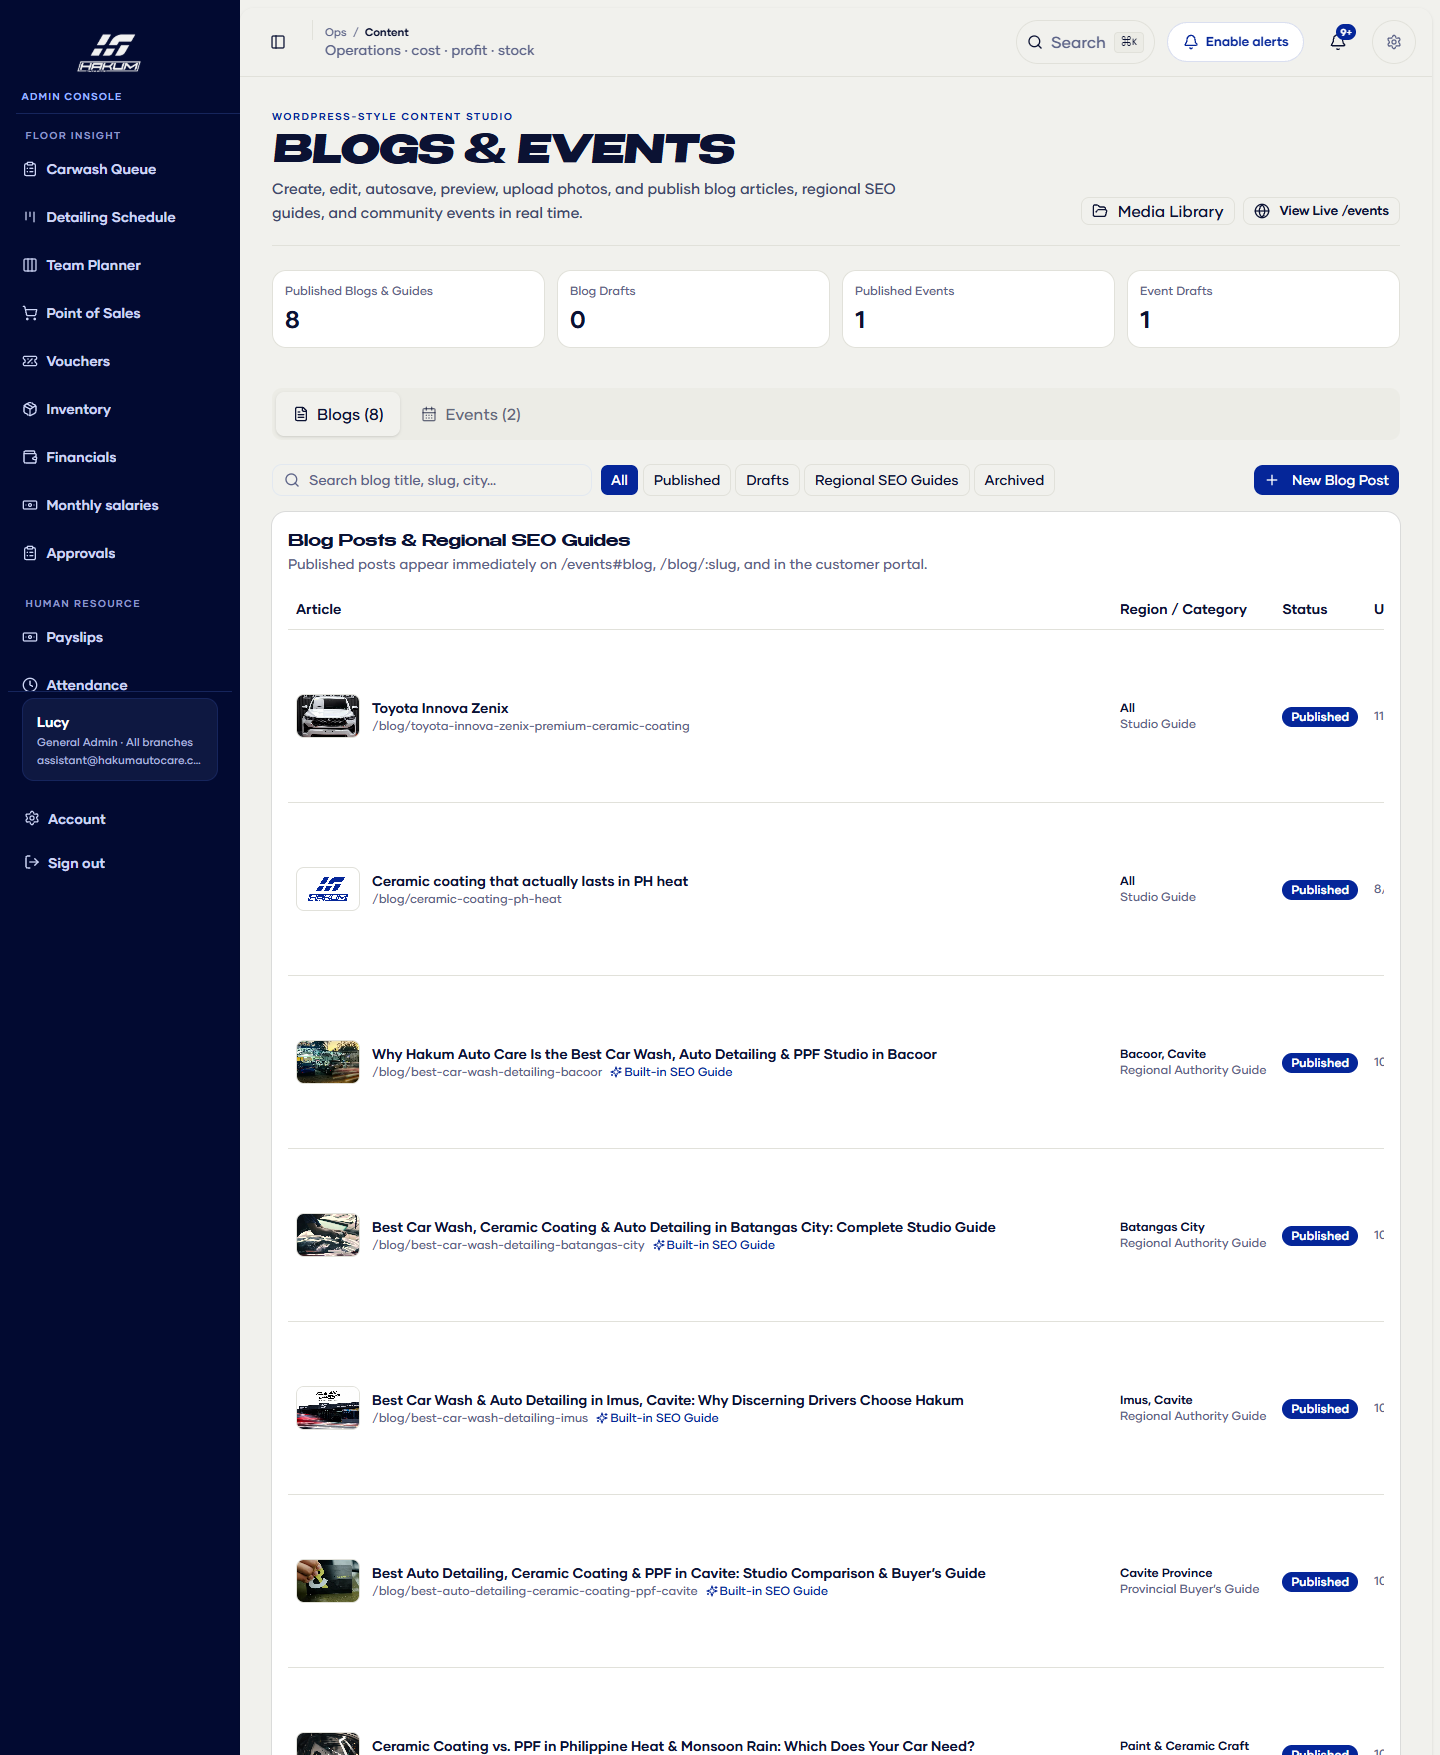 HAKUM
ADMIN CONSOLE
FLOOR INSIGHT
Carwash Queue
Detailing Schedule
Team Planner
Point of Sales
Vouchers
Inventory
Financials
Monthly salaries
Approvals
HUMAN RESOURCE
Payslips
Attendance
Lucy
General Admin · All branches
assistant@hakumautocare.c...
Account
Sign out
Ops / Content
Operations · cost · profit · stock
Search ⌘K
Enable alerts
9+
WORDPRESS-STYLE CONTENT STUDIO
BLOGS & EVENTS
Create, edit, autosave, preview, upload photos, and publish blog articles, regional SEO
guides, and community events in real time.
Media Library
View Live /events
Published Blogs & Guides
8
Blog Drafts
0
Published Events
1
Event Drafts
1
Blogs (8)
Events (2)
Search blog title, slug, city...
All
Published
Drafts
Regional SEO Guides
Archived
New Blog Post
Blog Posts & Regional SEO Guides
Published posts appear immediately on /events#blog, /blog/:slug, and in the customer portal.
Article Region / Category Status U
Toyota Innova Zenix
/blog/toyota-innova-zenix-premium-ceramic-coating
All
Studio Guide
Published
11
Ceramic coating that actually lasts in PH heat
/blog/ceramic-coating-ph-heat
All
Studio Guide
Published
8/
Why Hakum Auto Care Is the Best Car Wash, Auto Detailing & PPF Studio in Bacoor
/blog/best-car-wash-detailing-bacoor Built-in SEO Guide
Bacoor, Cavite
Regional Authority Guide
Published
10
Best Car Wash, Ceramic Coating & Auto Detailing in Batangas City: Complete Studio Guide
/blog/best-car-wash-detailing-batangas-city Built-in SEO Guide
Batangas City
Regional Authority Guide
Published
10
Best Car Wash & Auto Detailing in Imus, Cavite: Why Discerning Drivers Choose Hakum
/blog/best-car-wash-detailing-imus Built-in SEO Guide
Imus, Cavite
Regional Authority Guide
Published
10
Best Auto Detailing, Ceramic Coating & PPF in Cavite: Studio Comparison & Buyer's Guide
/blog/best-auto-detailing-ceramic-coating-ppf-cavite Built-in SEO Guide
Cavite Province
Provincial Buyer's Guide
Published
10
Ceramic Coating vs. PPF in Philippine Heat & Monsoon Rain: Which Does Your Car Need?
Paint & Ceramic Craft
Published
10